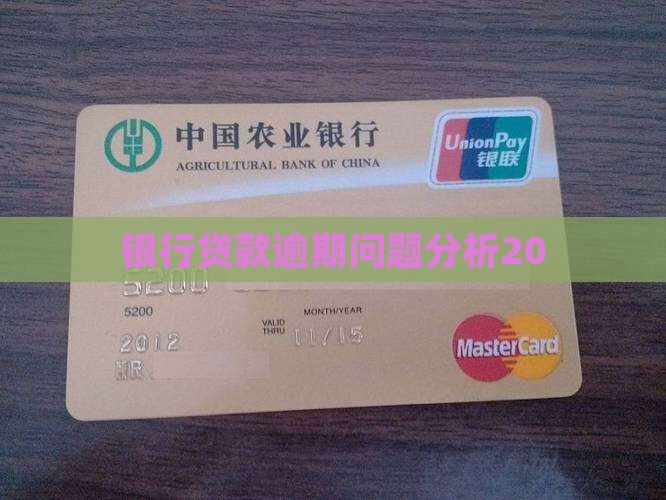 中国农业银行
AGRICULTURAL BANK OF CHINA
UnionPay
银联
银行贷款逾期问题分析20
5200
5200
MONTH/YEAR
VALID
THRU
11/15
2012
MR
MasterCard